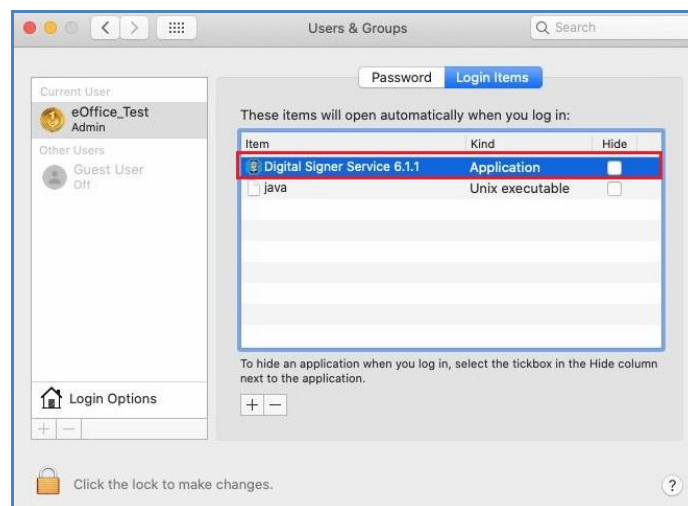 Users & Groups
Search
Password
Login Items
Current User
eOffice_Test
Admin
Other Users
Guest User
Off
Login Options
These items will open automatically when you log in:
Item Kind Hide
Digital Signer Service 6.1.1 Application
java Unix executable
To hide an application when you log in, select the tickbox in the Hide column
next to the application.
+ −
+ −
Click the lock to make changes.
?